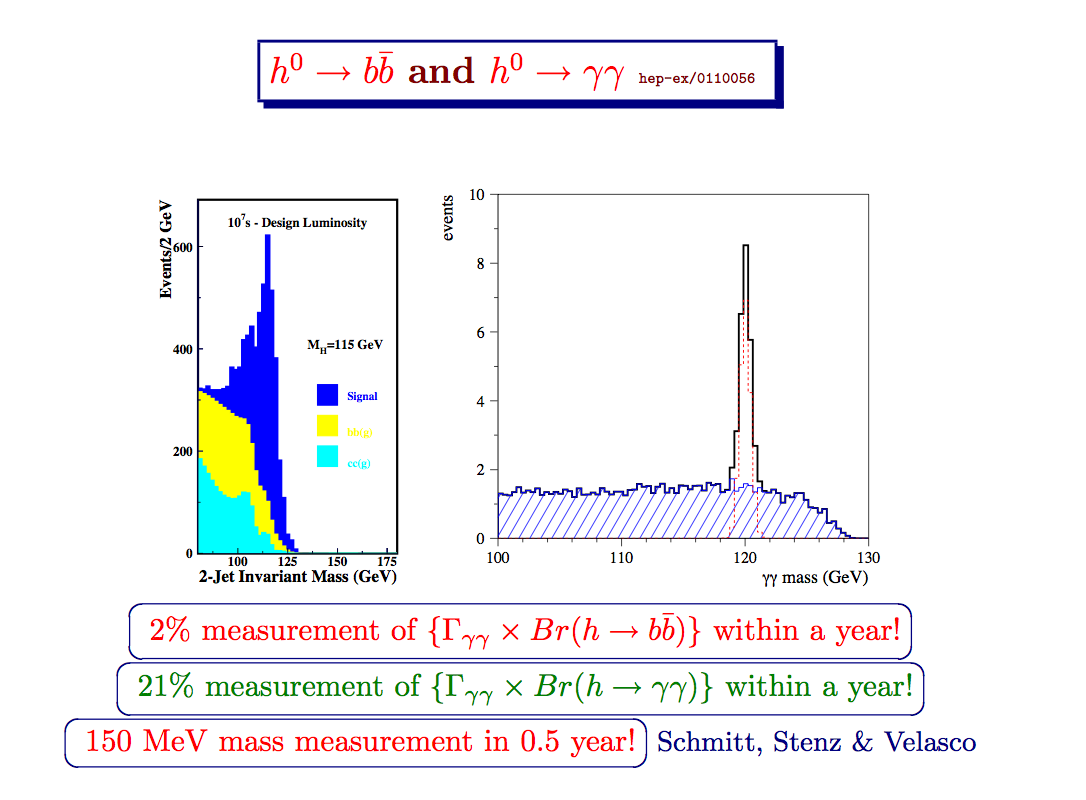 h⁰ → bb̄ and h⁰ → γγ hep-ex/0110056
Events/2 GeV
10⁷s - Design Luminosity
600
400
200
0
M_H=115 GeV
Signal
bb(g)
cc(g)
100 125 150 175
2-Jet Invariant Mass (GeV)
events
10
8
6
4
2
0
100 110 120 130
γγ mass (GeV)
2% measurement of {Γ_γγ × Br(h → bb̄)} within a year!
21% measurement of {Γ_γγ × Br(h → γγ)} within a year!
150 MeV mass measurement in 0.5 year! Schmitt, Stenz & Velasco